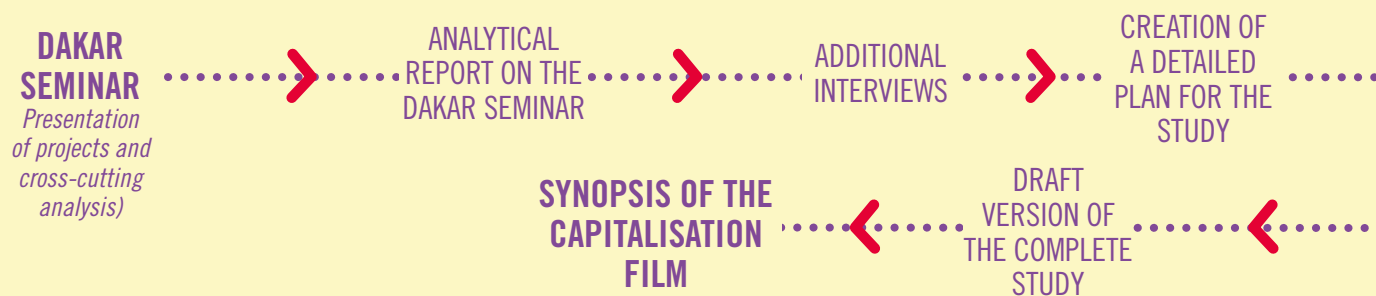 DAKAR
SEMINAR
Presentation
of projects and
cross-cutting
analysis)
ANALYTICAL
REPORT ON THE
DAKAR SEMINAR
ADDITIONAL
INTERVIEWS
CREATION OF
A DETAILED
PLAN FOR THE
STUDY
DRAFT
VERSION OF
THE COMPLETE
STUDY
SYNOPSIS OF THE
CAPITALISATION
FILM